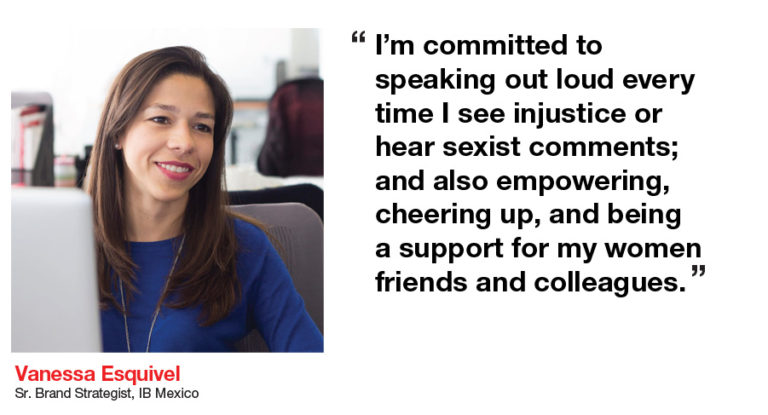 “ I’m committed to
speaking out loud every
time I see injustice or
hear sexist comments;
and also empowering,
cheering up, and being
a support for my women
friends and colleagues. ”
Vanessa Esquivel
Sr. Brand Strategist, IB Mexico